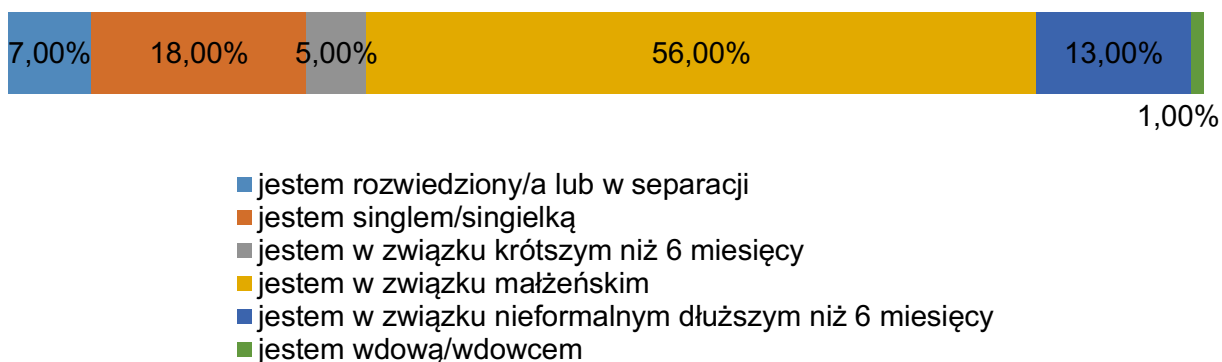 7,00% 18,00% 5,00% 56,00% 13,00%
1,00%
jestem rozwiedziony/a lub w separacji
jestem singlem/singielką
jestem w związku krótszym niż 6 miesięcy
jestem w związku małżeńskim
jestem w związku nieformalnym dłuższym niż 6 miesięcy
jestem wdową/wdowcem